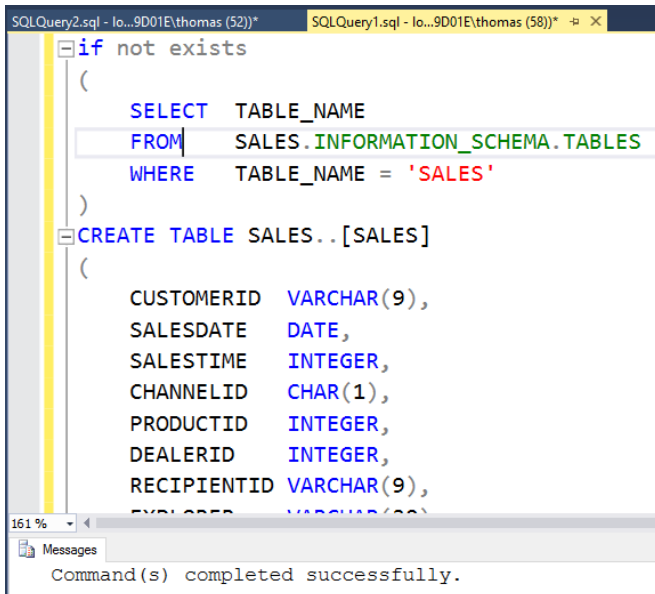 SQLQuery2.sql - lo...9D01E\thomas (52))* SQLQuery1.sql - lo...9D01E\thomas (58))*
if not exists
(
SELECT TABLE_NAME
FROM SALES.INFORMATION_SCHEMA.TABLES
WHERE TABLE_NAME = 'SALES'
)
CREATE TABLE SALES..[SALES]
(
CUSTOMERID VARCHAR(9),
SALESDATE DATE,
SALESTIME INTEGER,
CHANNELID CHAR(1),
PRODUCTID INTEGER,
DEALERID INTEGER,
RECIPIENTID VARCHAR(9),
161 %
Messages
Command(s) completed successfully.